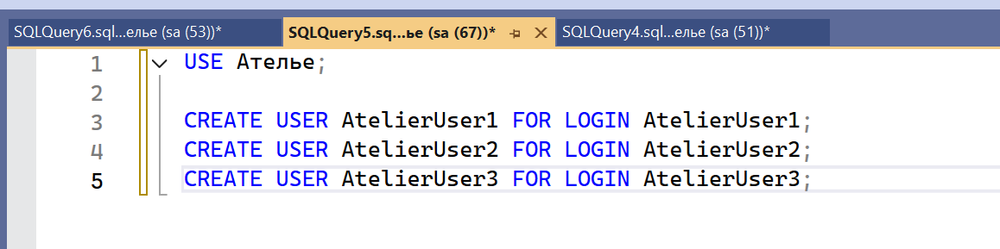 SQLQuery6.sql...елье (sa (53))*
SQLQuery5.sq...ье (sa (67))*
SQLQuery4.sql...елье (sa (51))*
1 USE Ателье;
2
3 CREATE USER AtelierUser1 FOR LOGIN AtelierUser1;
4 CREATE USER AtelierUser2 FOR LOGIN AtelierUser2;
5 CREATE USER AtelierUser3 FOR LOGIN AtelierUser3;